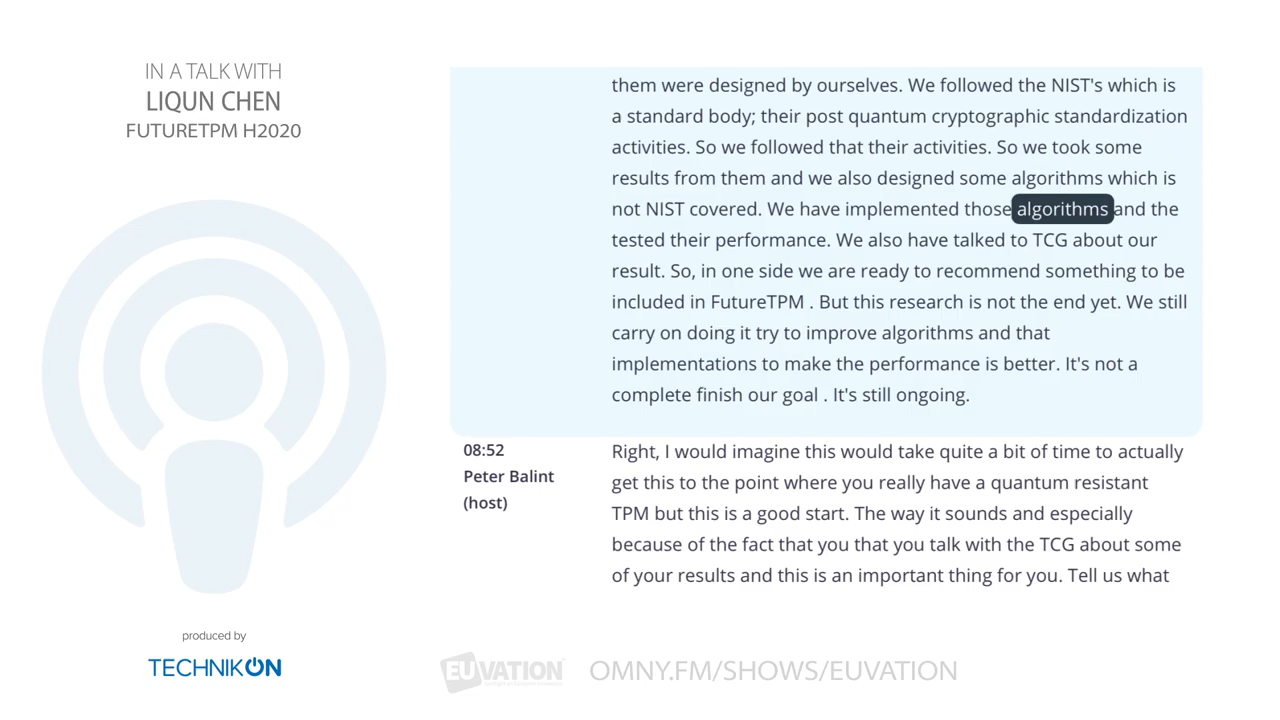 IN A TALK WITH
LIQUN CHEN
FUTURETPM H2020
them were designed by ourselves. We followed the NIST's which is
a standard body; their post quantum cryptographic standardization
activities. So we followed that their activities. So we took some
results from them and we also designed some algorithms which is
not NIST covered. We have implemented those algorithms and the
tested their performance. We also have talked to TCG about our
result. So, in one side we are ready to recommend something to be
included in FutureTPM . But this research is not the end yet. We still
carry on doing it try to improve algorithms and that
implementations to make the performance is better. It's not a
complete finish our goal . It's still ongoing.
08:52
Peter Balint
(host)
Right, I would imagine this would take quite a bit of time to actually
get this to the point where you really have a quantum resistant
TPM but this is a good start. The way it sounds and especially
because of the fact that you that you talk with the TCG about some
of your results and this is an important thing for you. Tell us what
produced by
TECHNIKON
EUVATION
OMNY.FM/SHOWS/EUVATION